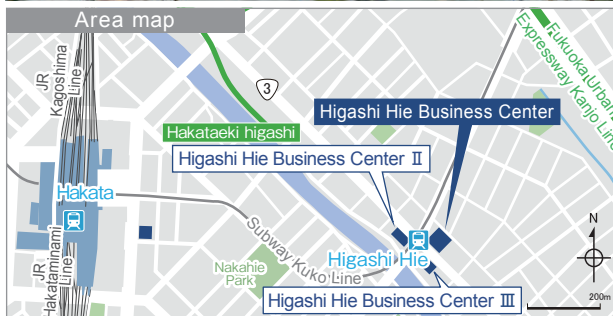 Area map
JR
Kagoshima
Line
3
Fukuoka Urban
Expressway Kanjo Line
Higashi Hie Business Center
Hakataeki higashi
Higashi Hie Business Center Ⅱ
Hakata
Subway Kuko Line
Higashi Hie
N
JR
Hakataminami
Line
Nakahie
Park
Higashi Hie Business Center Ⅲ
200m